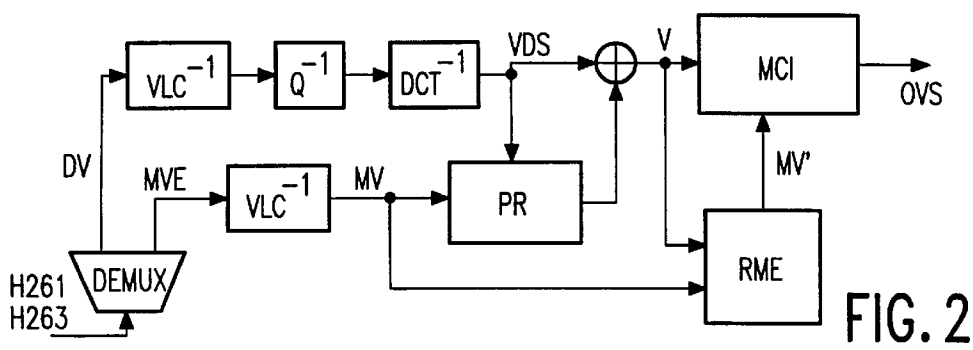 VLC⁻¹
Q⁻¹
DCT⁻¹
VDS
V
MCI
OVS
DV
MVE
VLC⁻¹
MV
PR
MV'
RME
DEMUX
H261
H263
FIG. 2